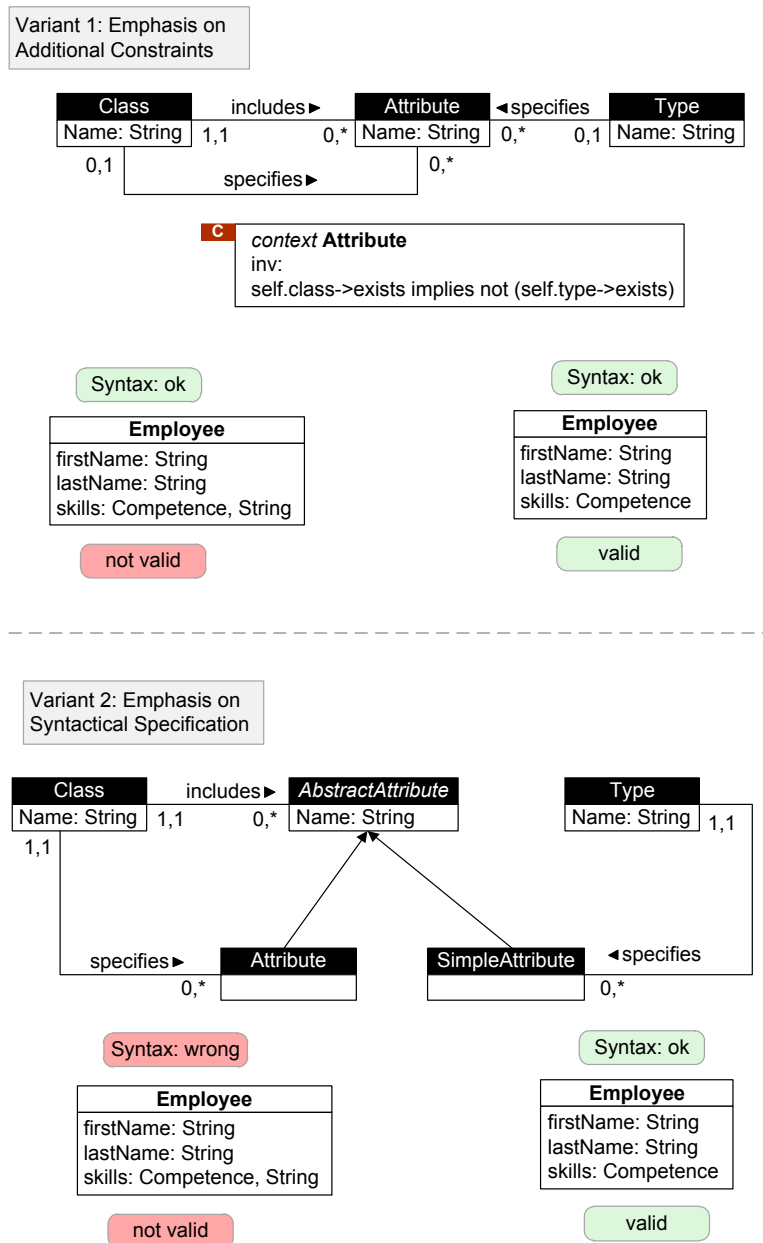 Variant 1: Emphasis on
Additional Constraints
Class
includes ►
Attribute
◄specifies
Type
Name: String
1,1
0,*
Name: String
0,*
0,1
Name: String
0,1
specifies ►
0,*
C
context Attribute
inv:
self.class->exists implies not (self.type->exists)
Syntax: ok
Syntax: ok
Employee
firstName: String
lastName: String
skills: Competence, String
Employee
firstName: String
lastName: String
skills: Competence
not valid
valid
Variant 2: Emphasis on
Syntactical Specification
Class
includes ►
AbstractAttribute
Type
Name: String
1,1
0,*
Name: String
Name: String
1,1
1,1
specifies ►
Attribute
SimpleAttribute
◄specifies
0,*
0,*
Syntax: wrong
Syntax: ok
Employee
firstName: String
lastName: String
skills: Competence, String
Employee
firstName: String
lastName: String
skills: Competence
not valid
valid